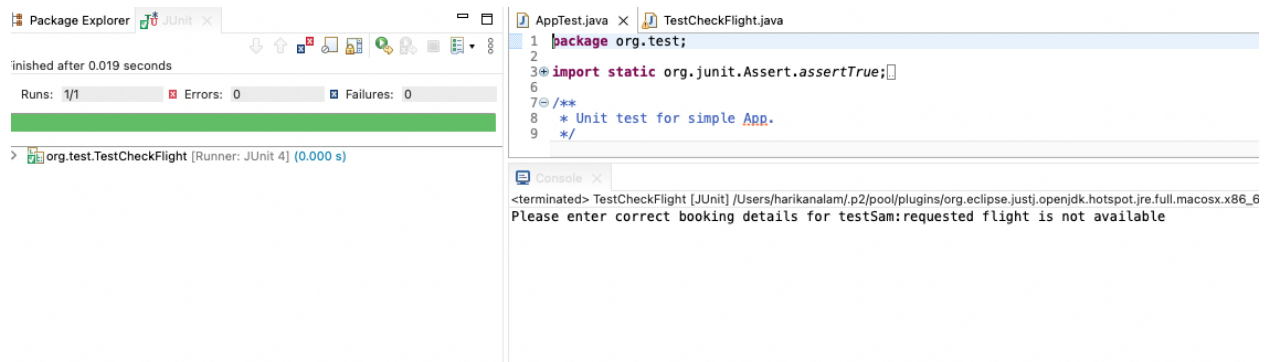 Package Explorer
JUnit
Finished after 0.019 seconds
Runs: 1/1
Errors: 0
Failures: 0
org.test.TestCheckFlight [Runner: JUnit 4] (0.000 s)
AppTest.java
TestCheckFlight.java
1 package org.test;
2
3 import static org.junit.Assert.assertTrue;
6
7 /**
8 * Unit test for simple App.
9 */
Console
<terminated> TestCheckFlight [JUnit] /Users/harikanalam/.p2/pool/plugins/org.eclipse.justj.openjdk.hotspot.jre.full.macosx.x86_6
Please enter correct booking details for testSam:requested flight is not available